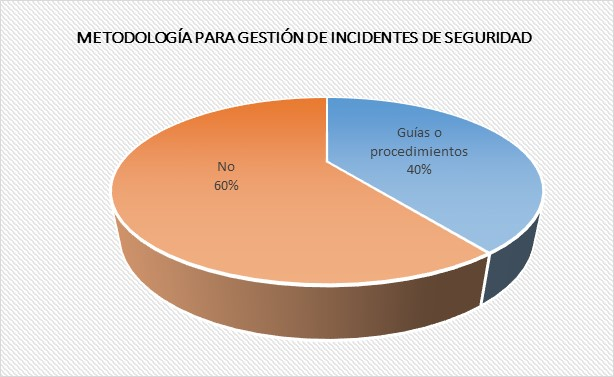 METODOLOGÍA PARA GESTIÓN DE INCIDENTES DE SEGURIDAD
Guías o
procedimientos
40%
No
60%